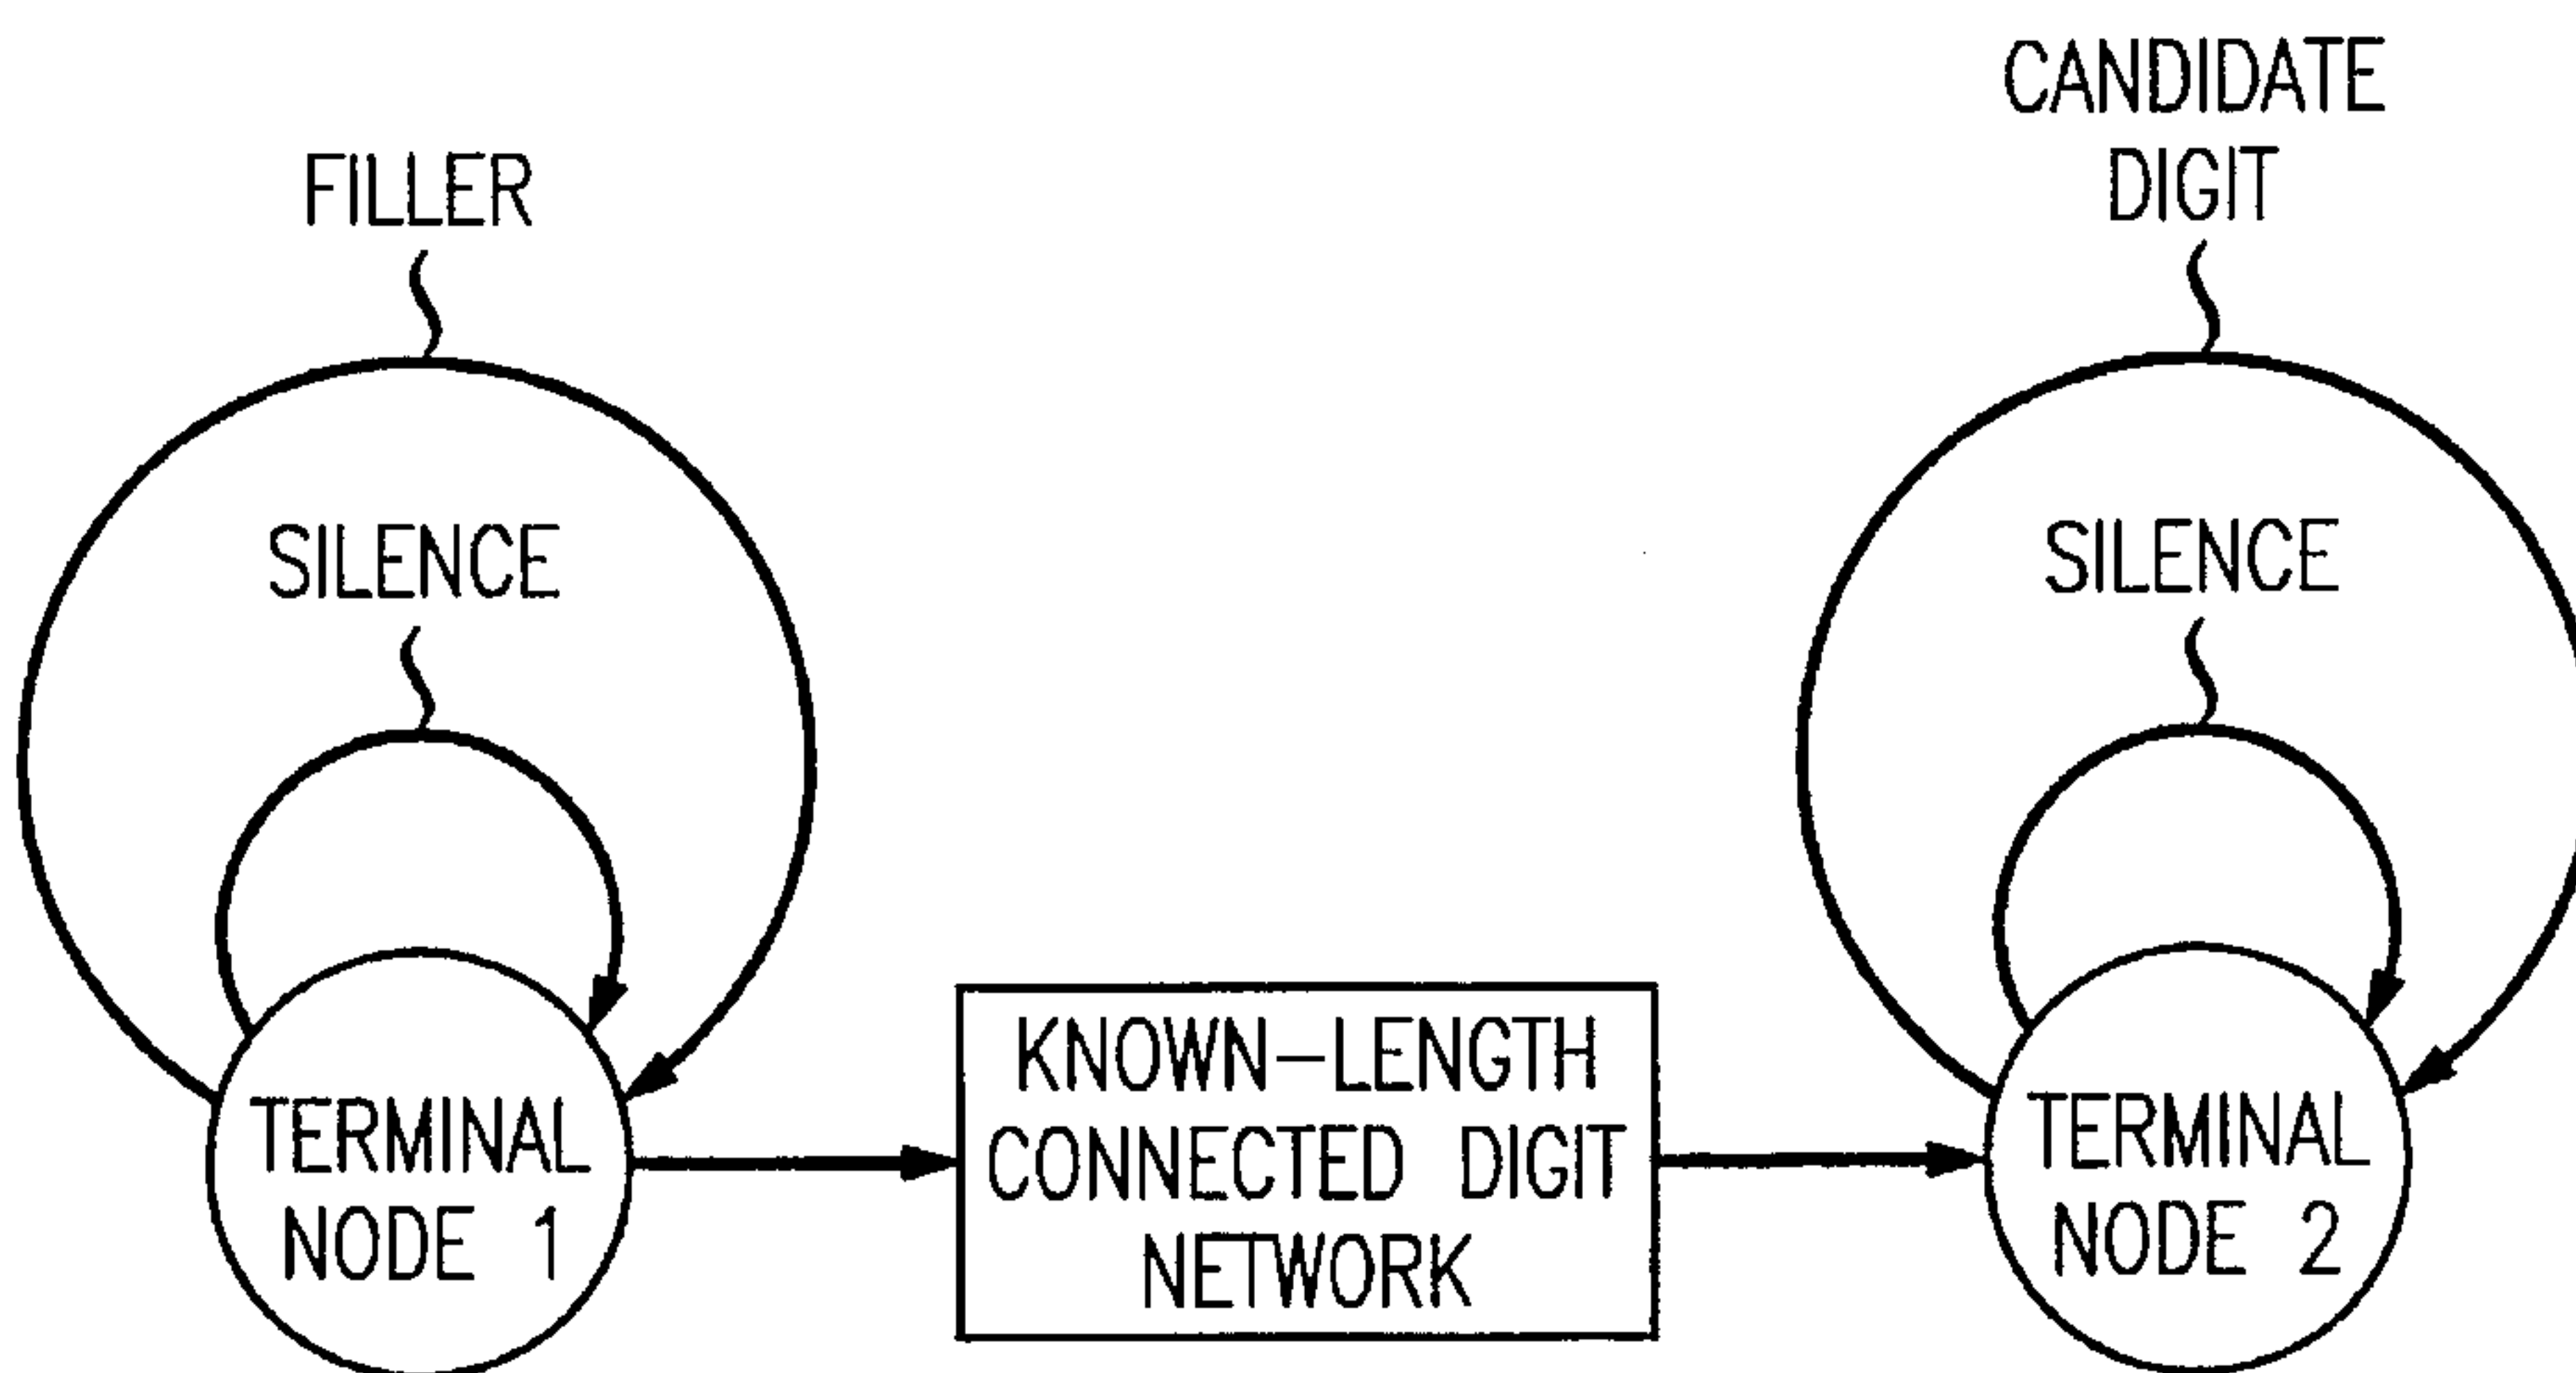 FILLER
SILENCE
TERMINAL
NODE 1
KNOWN-LENGTH
CONNECTED DIGIT
NETWORK
CANDIDATE
DIGIT
SILENCE
TERMINAL
NODE 2